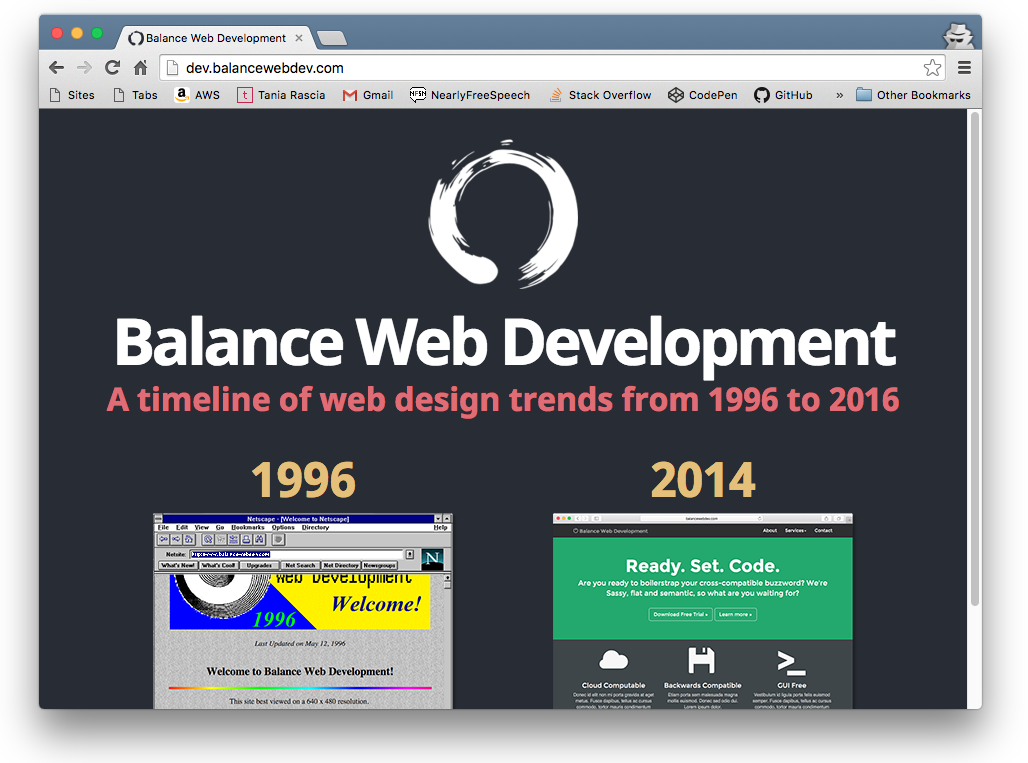 Balance Web Development
dev.balancewebdev.com
Sites Tabs AWS Tania Rascia Gmail NearlyFreeSpeech Stack Overflow CodePen GitHub » Other Bookmarks
Balance Web Development
A timeline of web design trends from 1996 to 2016
1996
Netscape - [Welcome to Netscape]
File Edit View Go Bookmarks Options Directory Help
Netsite:
What's New! What's Cool! Upgrades Net Search Net Directory Newsgroups
N
Web Development
Welcome!
1996
Last Updated on May 12, 1996
Welcome to Balance Web Development!
This site best viewed on a 640 x 480 resolution.
2014
balancewebdev.com
Balance Web Development About Services Contact
Ready. Set. Code.
Are you ready to boilerstrap your cross-compatible buzzword? We're
Sassy, flat and semantic, so what are you waiting for?
Download Free Trial » Learn more »
Cloud Computable Backwards Compatible GUI Free